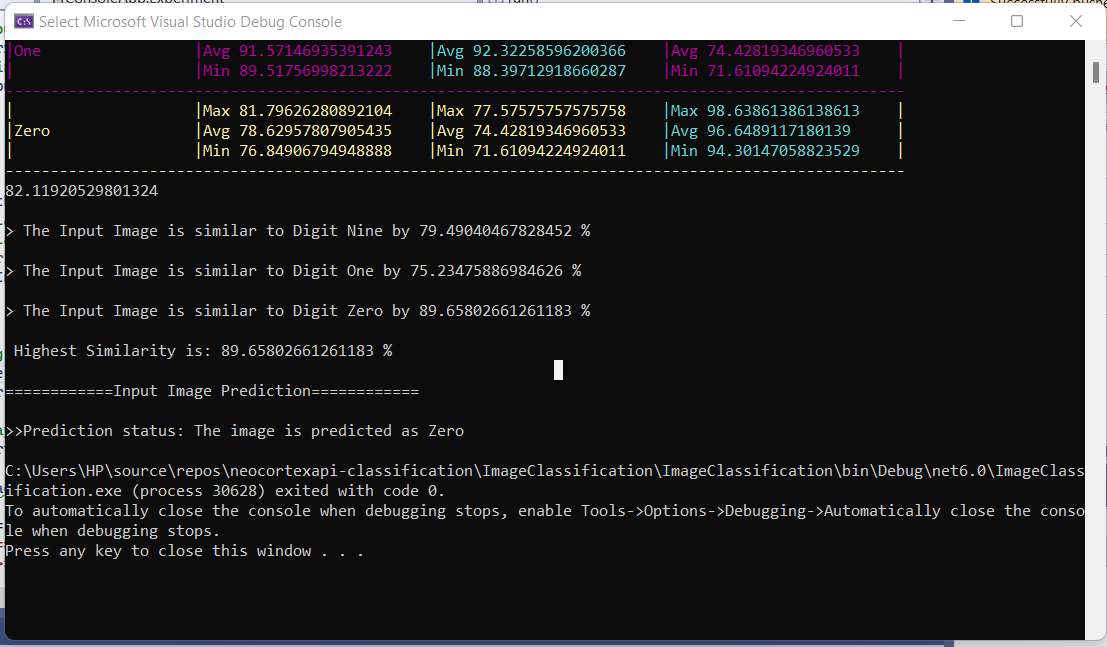 Select Microsoft Visual Studio Debug Console
|One |Avg 91.57146935391243 |Avg 92.32258596200366 |Avg 74.42819346960533 |
| |Min 89.51756998213222 |Min 88.39712918660287 |Min 71.61094224924011 |
----------------------------------------------------------------------------------------------------
| |Max 81.79626280892104 |Max 77.57575757575758 |Max 98.63861386138613 |
|Zero |Avg 78.62957807905435 |Avg 74.42819346960533 |Avg 96.6489117180139 |
| |Min 76.84906794948888 |Min 71.61094224924011 |Min 94.30147058823529 |
----------------------------------------------------------------------------------------------------
82.11920529801324
> The Input Image is similar to Digit Nine by 79.49040467828452 %
> The Input Image is similar to Digit One by 75.23475886984626 %
> The Input Image is similar to Digit Zero by 89.65802661261183 %
Highest Similarity is: 89.65802661261183 %
============Input Image Prediction============
>>Prediction status: The image is predicted as Zero
C:\Users\HP\source\repos\neocortexapi-classification\ImageClassification\ImageClassification\bin\Debug\net6.0\ImageClass
ification.exe (process 30628) exited with code 0.
To automatically close the console when debugging stops, enable Tools->Options->Debugging->Automatically close the conso
le when debugging stops.
Press any key to close this window . . .